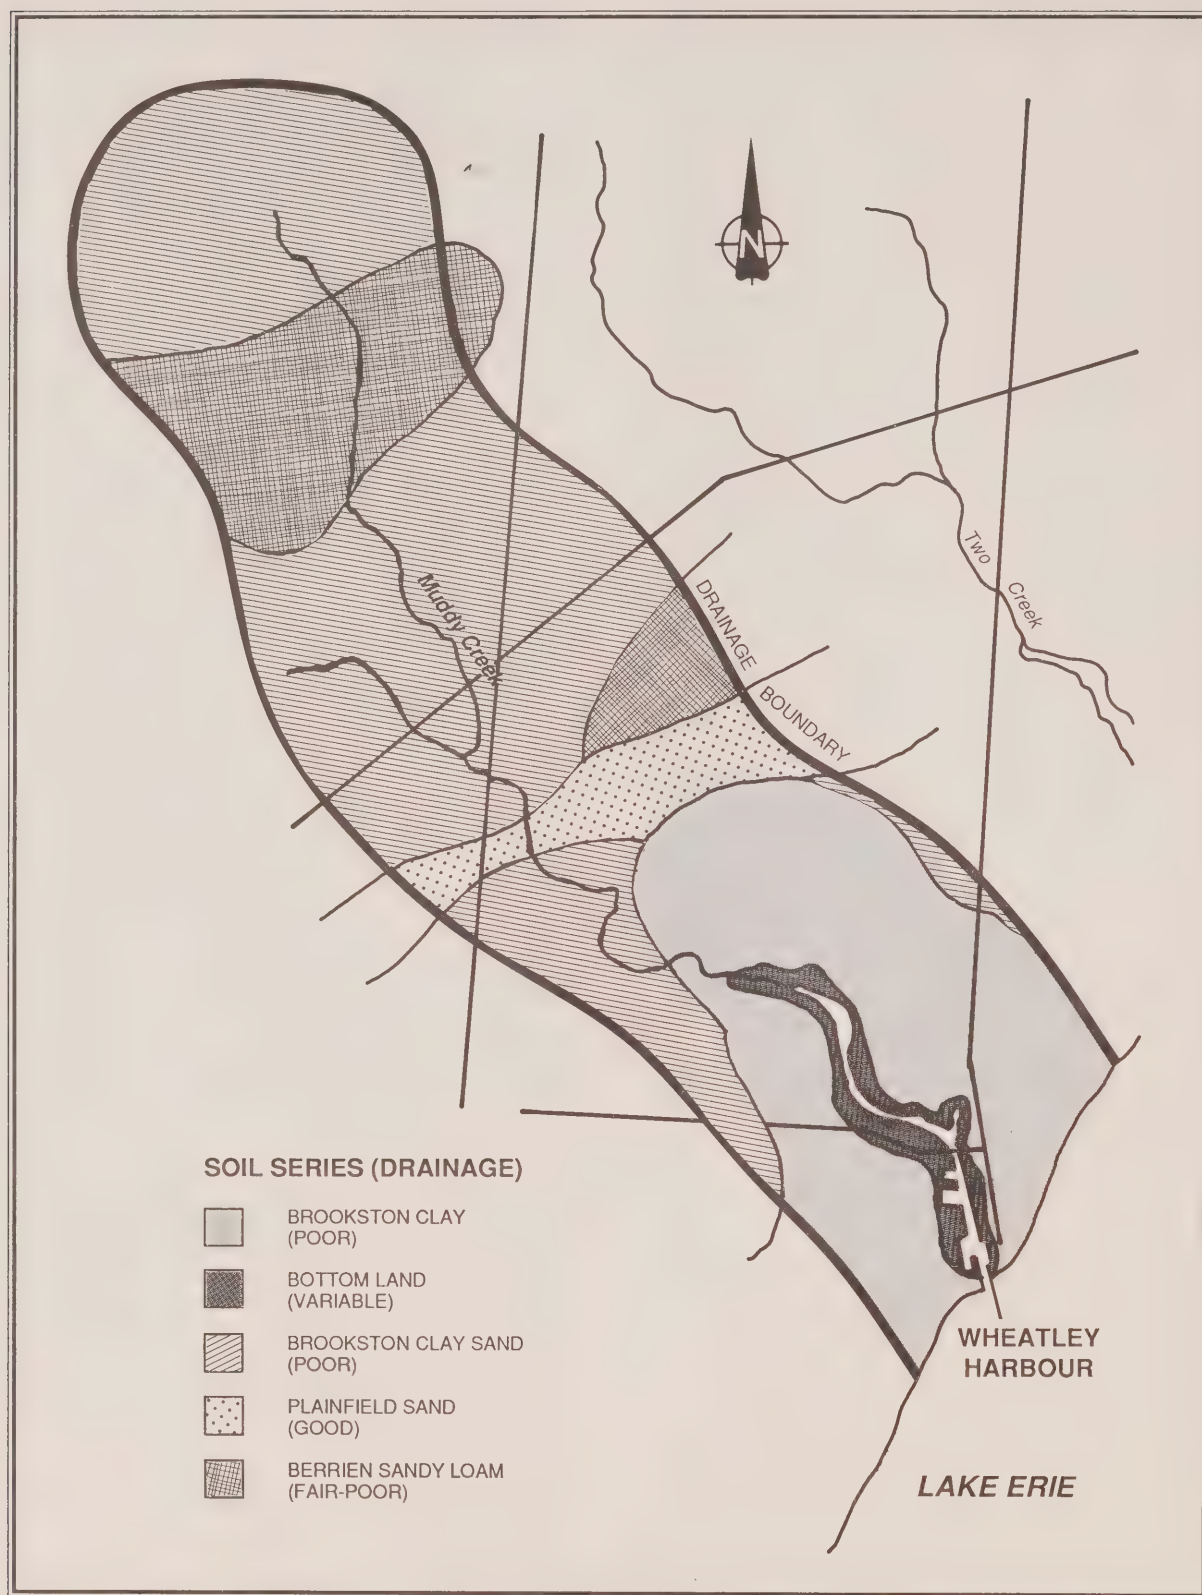 N
Two
Creek
Muddy Creek
DRAINAGE
BOUNDARY
SOIL SERIES (DRAINAGE)
BROOKSTON CLAY
(POOR)
BOTTOM LAND
(VARIABLE)
BROOKSTON CLAY SAND
(POOR)
PLAINFIELD SAND
(GOOD)
BERRIEN SANDY LOAM
(FAIR-POOR)
WHEATLEY
HARBOUR
LAKE ERIE